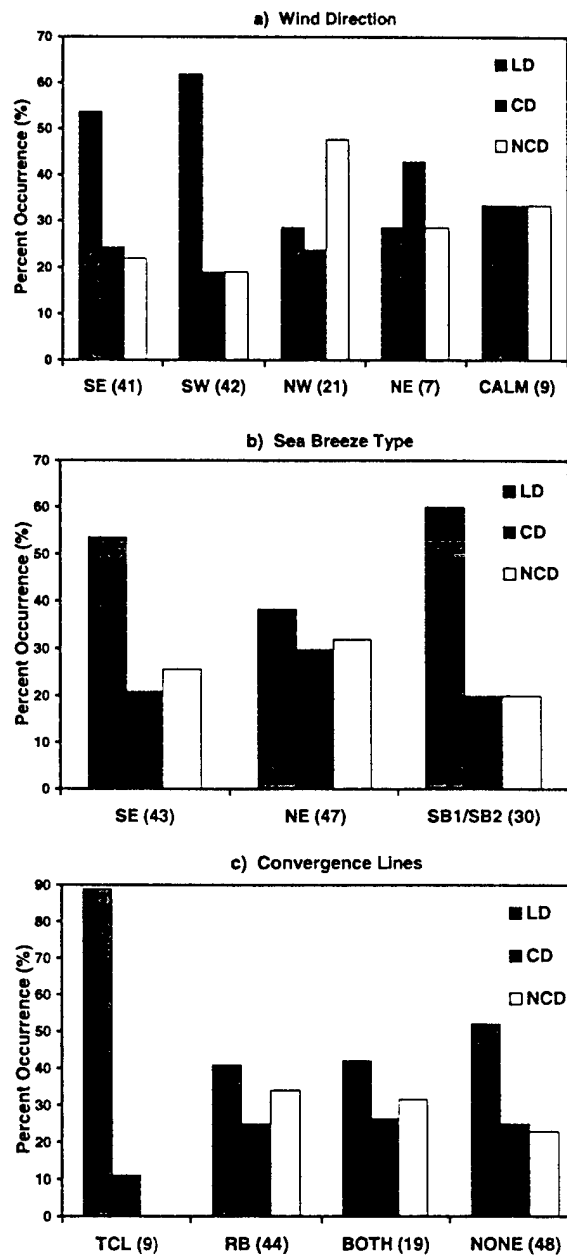 a) Wind Direction
70
60
50
40
30
20
10
0
Percent Occurrence (%)
LD
CD
NCD
SE (41) SW (42) NW (21) NE (7) CALM (9)
b) Sea Breeze Type
70
60
50
40
30
20
10
0
Percent Occurrence (%)
LD
CD
NCD
SE (43) NE (47) SB1/SB2 (30)
c) Convergence Lines
90
80
70
60
50
40
30
20
10
0
Percent Occurrence (%)
LD
CD
NCD
TCL (9) RB (44) BOTH (19) NONE (48)